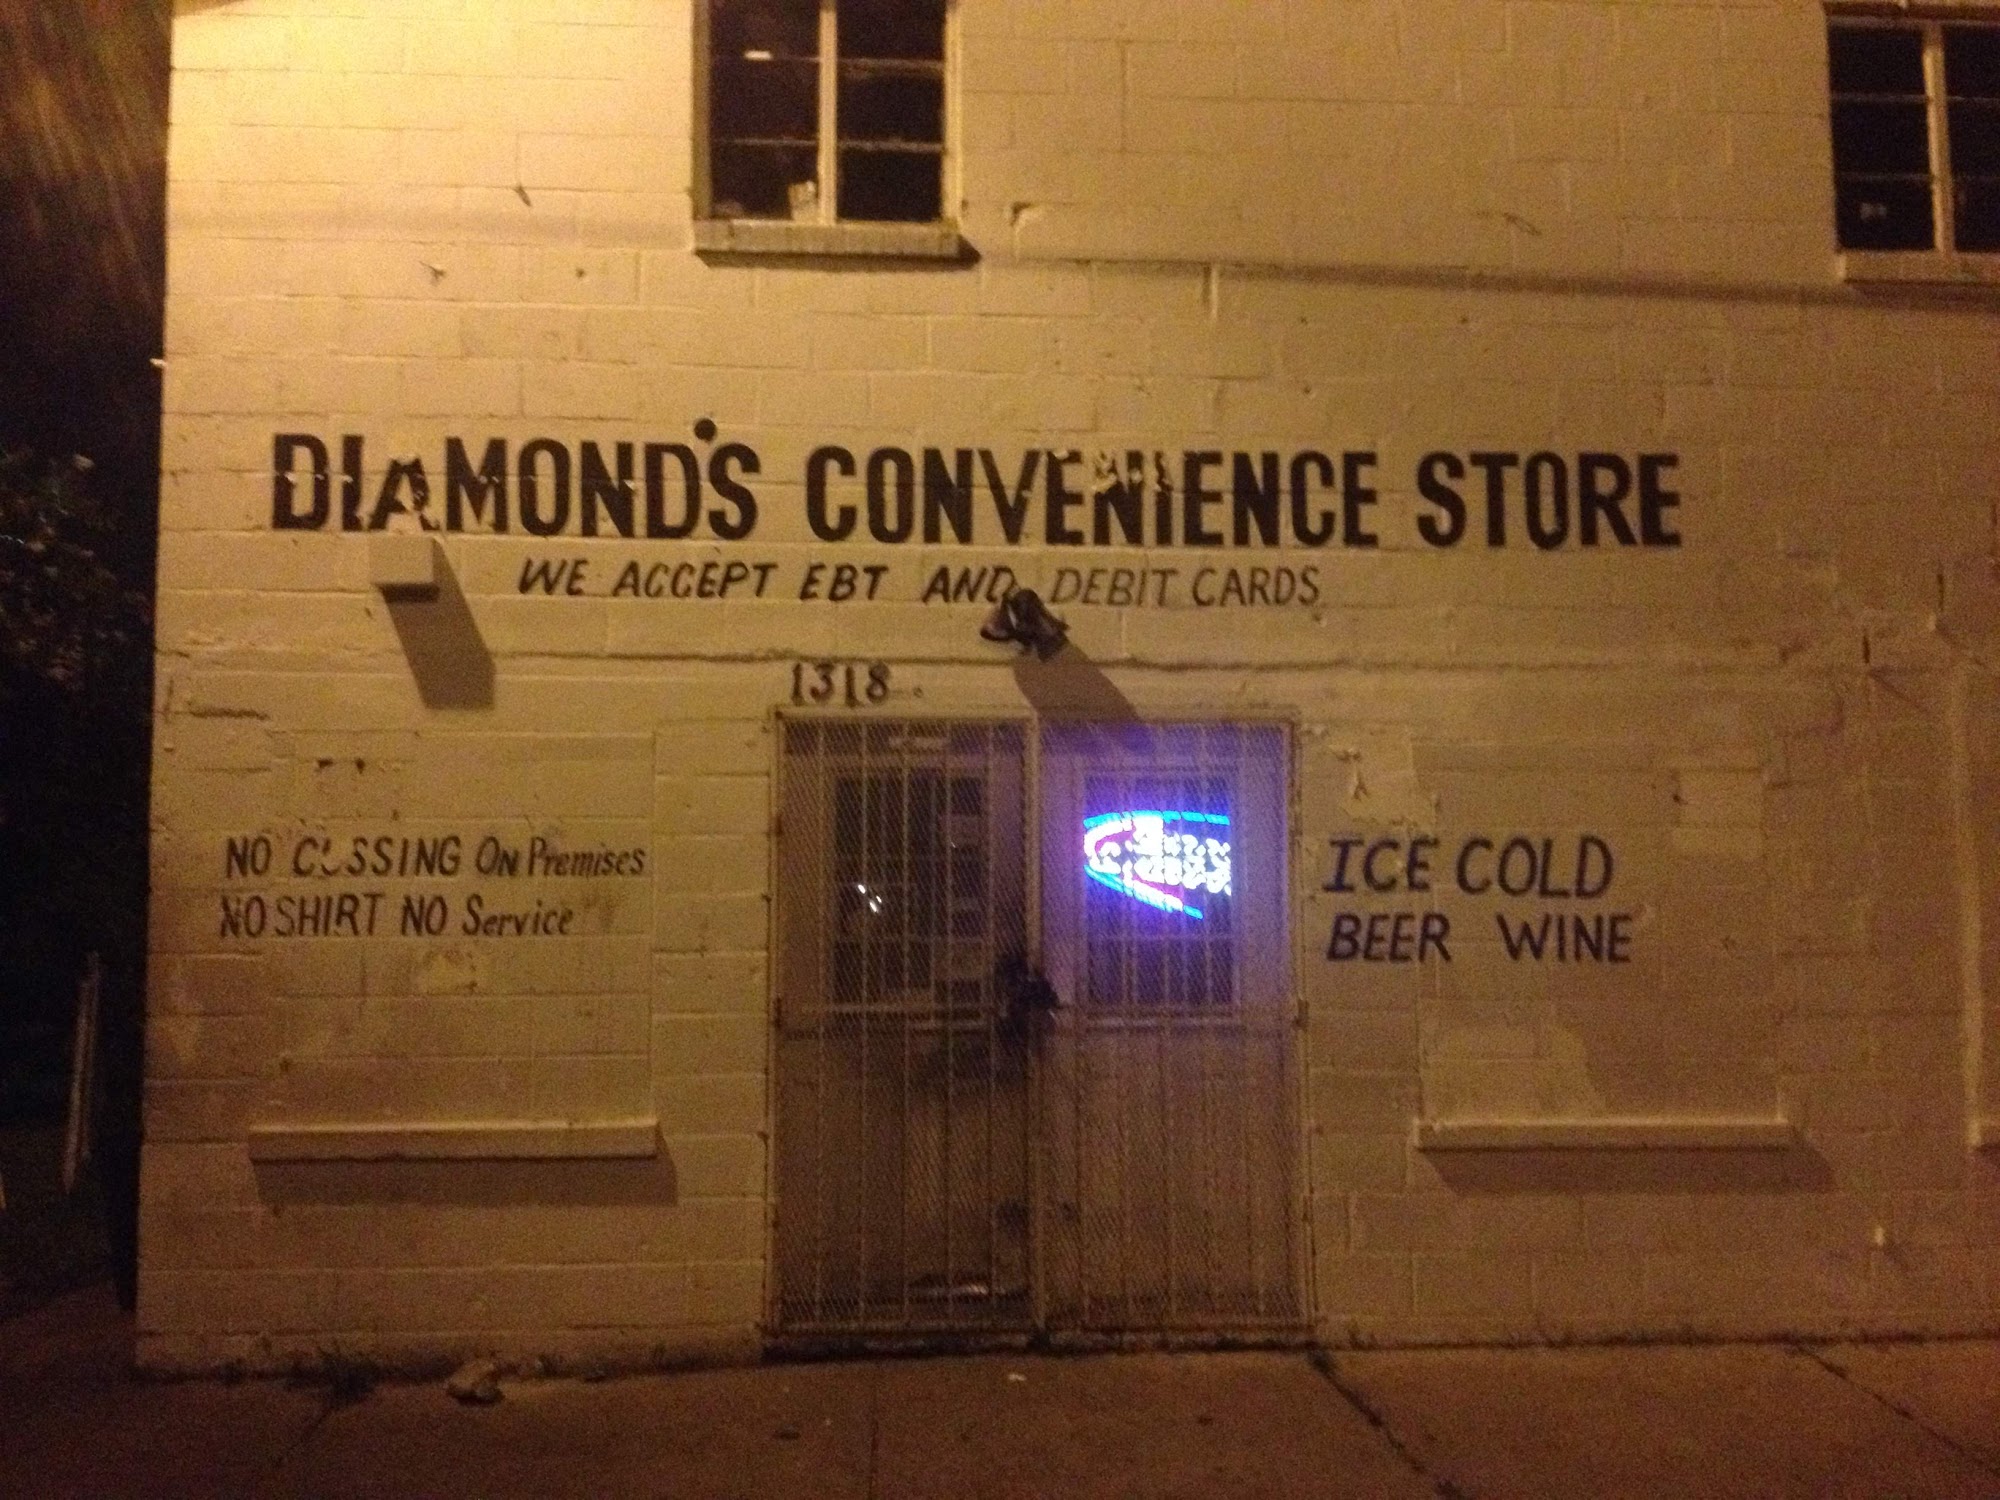 DIAMOND'S CONVENIENCE STORE
WE ACCEPT EBT AND DEBIT CARDS
1318
NO CUSSING ON Premises
NO SHIRT NO Service
ICE COLD
BEER WINE